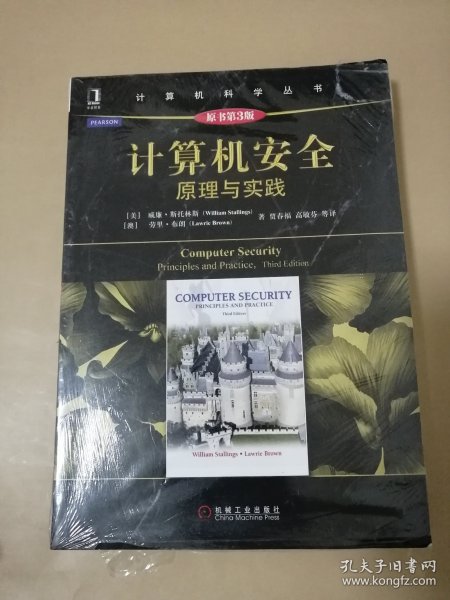 计算机科学丛书
PEARSON
原书第3版
计算机安全
原理与实践
[美] 威廉·斯托林斯 (William Stallings) 著 贾春福 高敏芬 等译
[澳] 劳里·布朗 (Lawrie Brown)
Computer Security
Principles and Practice, Third Edition
COMPUTER SECURITY
PRINCIPLES AND PRACTICE
Third Edition
William Stallings • Lawrie Brown
机械工业出版社
China Machine Press
孔夫子旧书网
www.kongfz.com